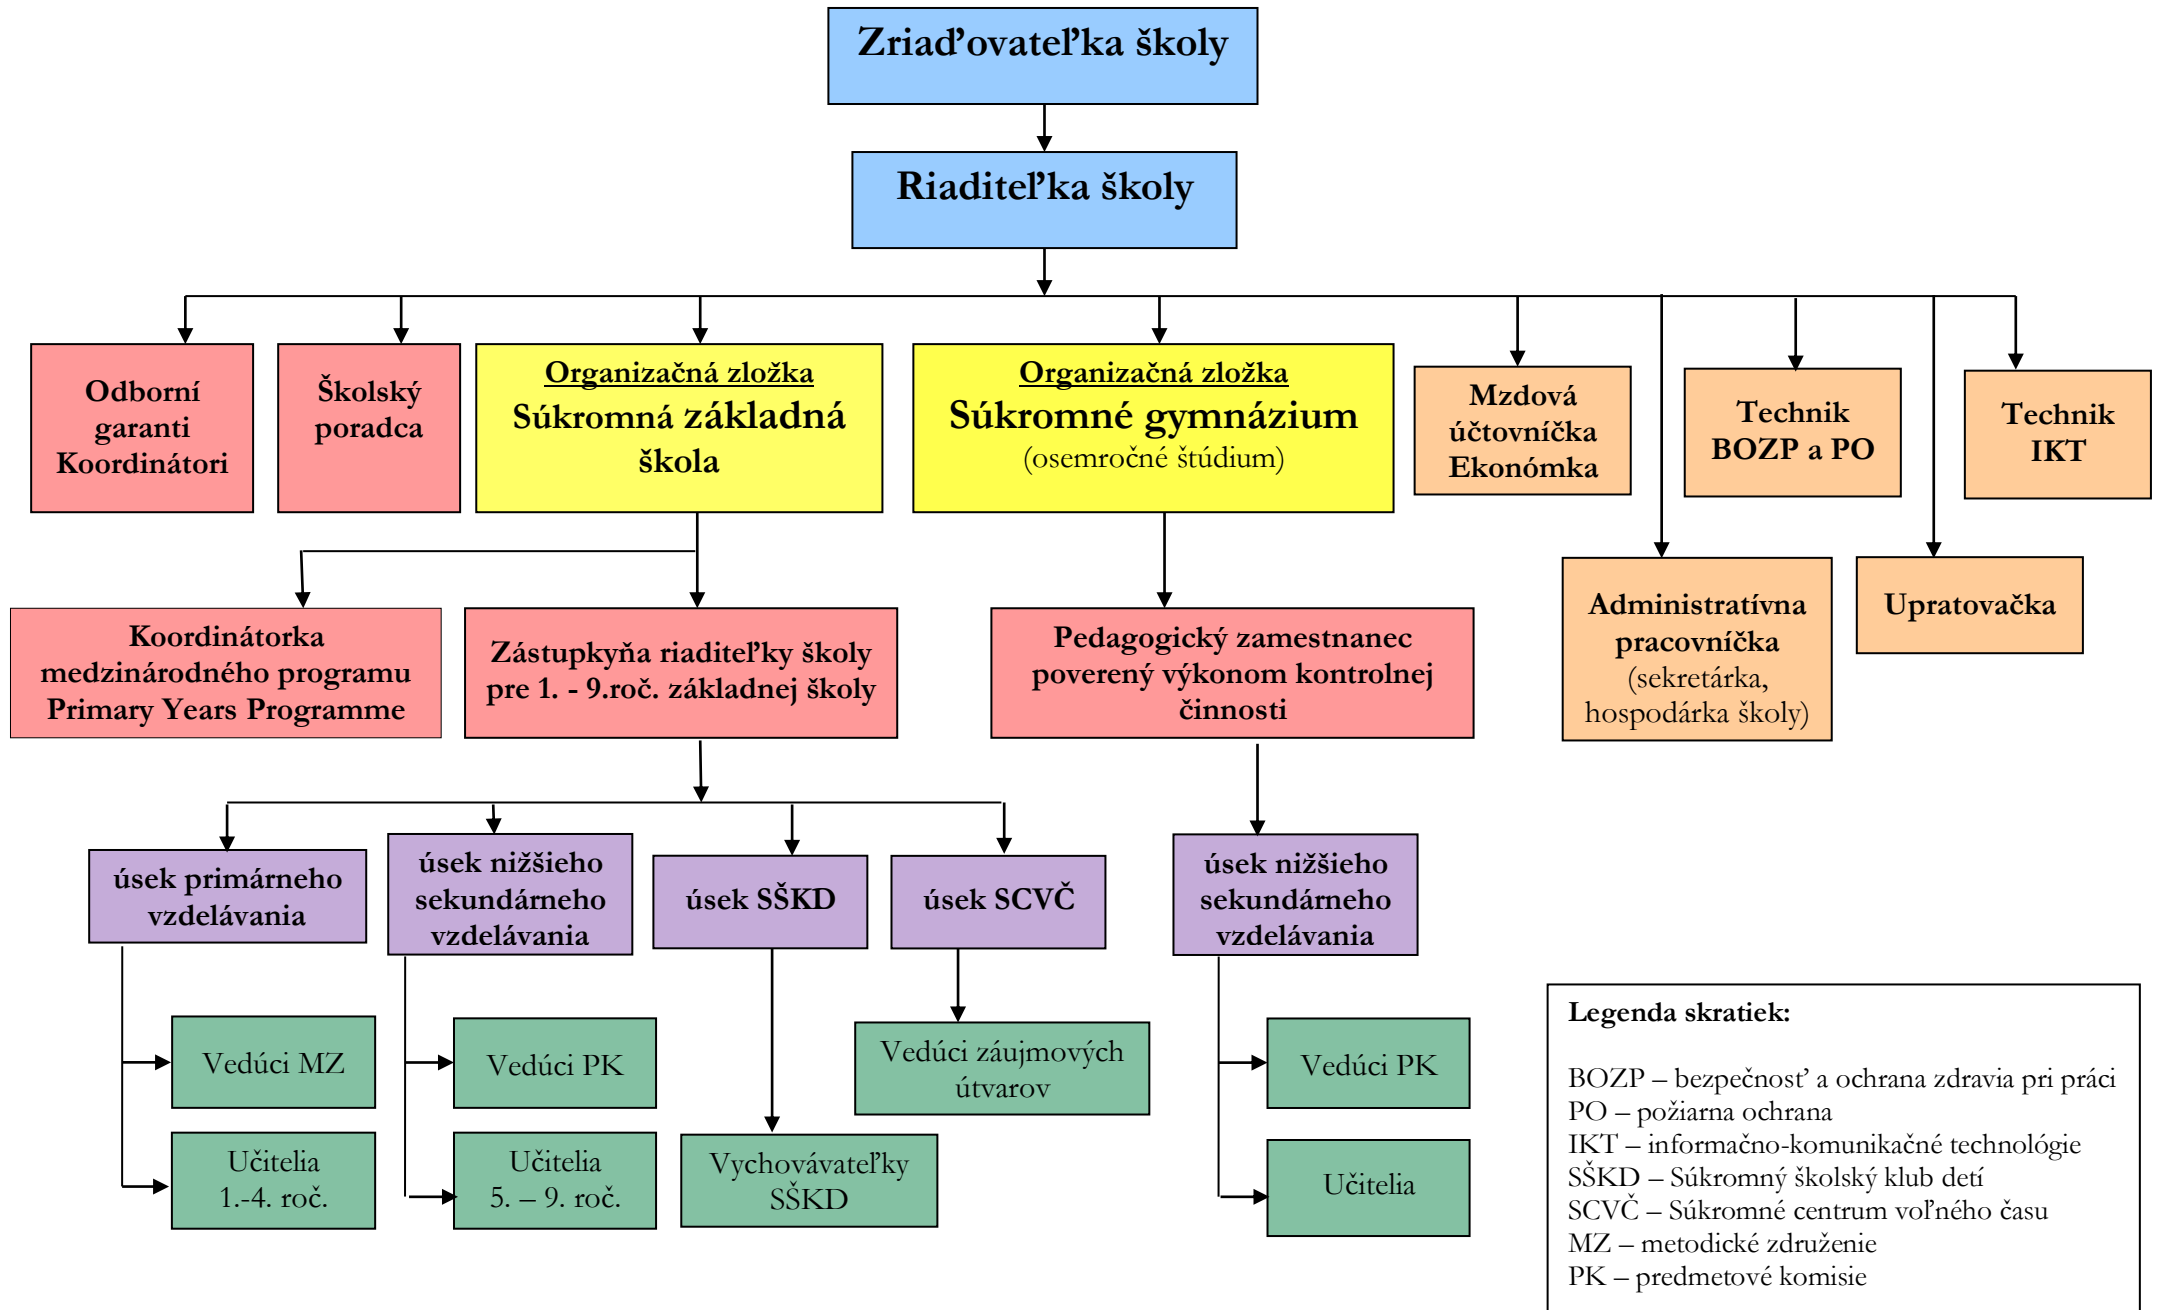 Zriaďovateľka školy
Riaditeľka školy
Odborní
garanti
Koordinátori
Školský
poradca
Organizačná zložka
Súkromná základná
škola
Organizačná zložka
Súkromné gymnázium
(osemročné štúdium)
Mzdová
účtovníčka
Ekonómka
Technik
BOZP a PO
Technik
IKT
Administratívna
pracovníčka
(sekretárka,
hospodárka školy)
Upratovačka
Koordinátorka
medzinárodného programu
Primary Years Programme
Zástupkyňa riaditeľky školy
pre 1. - 9.roč. základnej školy
Pedagogický zamestnanec
poverený výkonom kontrolnej
činnosti
úsek primárneho
vzdelávania
úsek nižšieho
sekundárneho
vzdelávania
úsek SŠKD
úsek SCVČ
úsek nižšieho
sekundárneho
vzdelávania
Vedúci MZ
Vedúci PK
Vedúci záujmových
útvarov
Vedúci PK
Učitelia
1.-4. roč.
Učitelia
5. – 9. roč.
Vychovávateľky
SŠKD
Učitelia
Legenda skratiek:
BOZP – bezpečnosť a ochrana zdravia pri práci
PO – požiarna ochrana
IKT – informačno-komunikačné technológie
SŠKD – Súkromný školský klub detí
SCVČ – Súkromné centrum voľného času
MZ – metodické združenie
PK – predmetové komisie